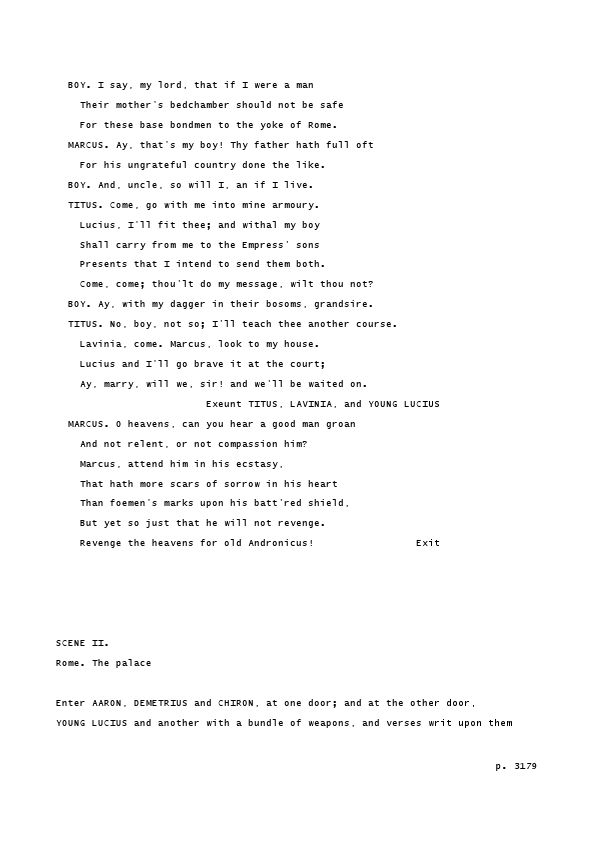 BOY. I say, my lord, that if I were a man
Their mother's bedchamber should not be safe
For these base bondmen to the yoke of Rome.
MARCUS. Ay, that's my boy! Thy father hath full oft
For his ungrateful country done the like.
BOY. And, uncle, so will I, an if I live.
TITUS. Come, go with me into mine armoury.
Lucius, I'll fit thee; and withal my boy
Shall carry from me to the Empress' sons
Presents that I intend to send them both.
Come, come; thou'lt do my message, wilt thou not?
BOY. Ay, with my dagger in their bosoms, grandsire.
TITUS. No, boy, not so; I'll teach thee another course.
Lavinia, come. Marcus, look to my house.
Lucius and I'll go brave it at the court;
Ay, marry, will we, sir! and we'll be waited on.
Exeunt TITUS, LAVINIA, and YOUNG LUCIUS
MARCUS. O heavens, can you hear a good man groan
And not relent, or not compassion him?
Marcus, attend him in his ecstasy,
That hath more scars of sorrow in his heart
Than foemen's marks upon his batt'red shield,
But yet so just that he will not revenge.
Revenge the heavens for old Andronicus! Exit
SCENE II.
Rome. The palace
Enter AARON, DEMETRIUS and CHIRON, at one door; and at the other door,
YOUNG LUCIUS and another with a bundle of weapons, and verses writ upon them
p. 3179